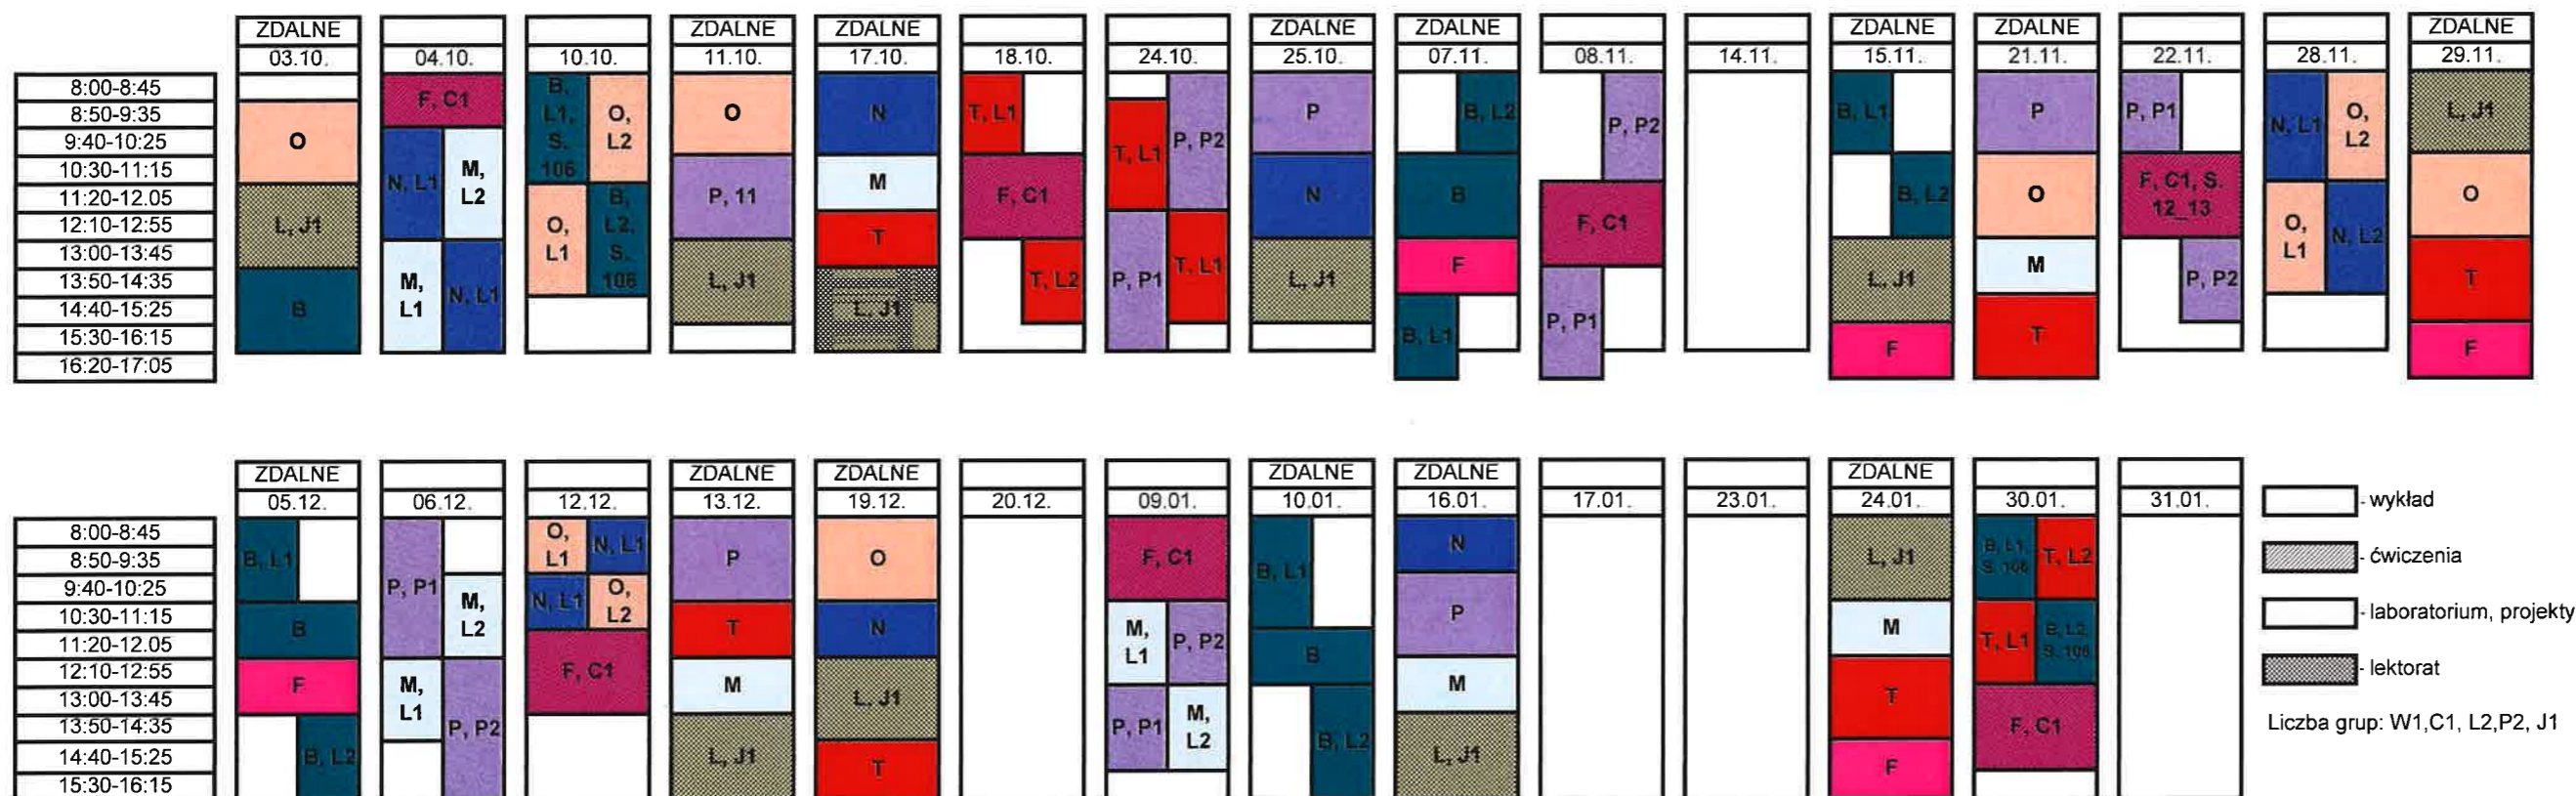 ZDALNE ZDALNE ZDALNE ZDALNE ZDALNE ZDALNE ZDALNE ZDALNE
03.10. 04.10. 10.10. 11.10. 17.10. 18.10. 24.10. 25.10. 07.11. 08.11. 14.11. 15.11. 21.11. 22.11. 28.11. 29.11.
8:00-8:45
8:50-9:35
9:40-10:25
10:30-11:15
11:20-12.05
12:10-12:55
13:00-13:45
13:50-14:35
14:40-15:25
15:30-16:15
16:20-17:05
O
L, J1
B
F, C1
N, L1
M, L2
M, L1
N, L1
B, L1, S. 106
O, L2
O, L1
B, L2, S. 106
O
P, 11
L, J1
N
M
T
L, J1
T, L1
F, C1
T, L2
T, L1
P, P2
P, P1
T, L1
P
N
L, J1
B, L2
B
F
B, L1
P, P2
F, C1
P, P1
B, L1
B, L2
L, J1
F
P
O
M
T
P, P1
F, C1, S. 12_13
P, P2
N, L1
O, L2
O, L1
N, L2
L, J1
O
T
F
ZDALNE ZDALNE ZDALNE ZDALNE ZDALNE ZDALNE
05.12. 06.12. 12.12. 13.12. 19.12. 20.12. 09.01. 10.01. 16.01. 17.01. 23.01. 24.01. 30.01. 31.01.
8:00-8:45
8:50-9:35
9:40-10:25
10:30-11:15
11:20-12.05
12:10-12:55
13:00-13:45
13:50-14:35
14:40-15:25
15:30-16:15
B, L1
B
F
B, L2
P, P1
M, L2
M, L1
P, P2
O, L1
N, L1
N, L1
O, L2
F, C1
P
T
M
L, J1
O
N
L, J1
T
F, C1
M, L1
P, P2
P, P1
M, L2
B, L1
B
B, L2
N
P
M
L, J1
L, J1
M
T
F
B, L1, S. 106
T, L2
T, L1
B, L2, S. 106
F, C1
- wykład
- ćwiczenia
- laboratorium, projekty
- lektorat
Liczba grup: W1,C1, L2,P2, J1